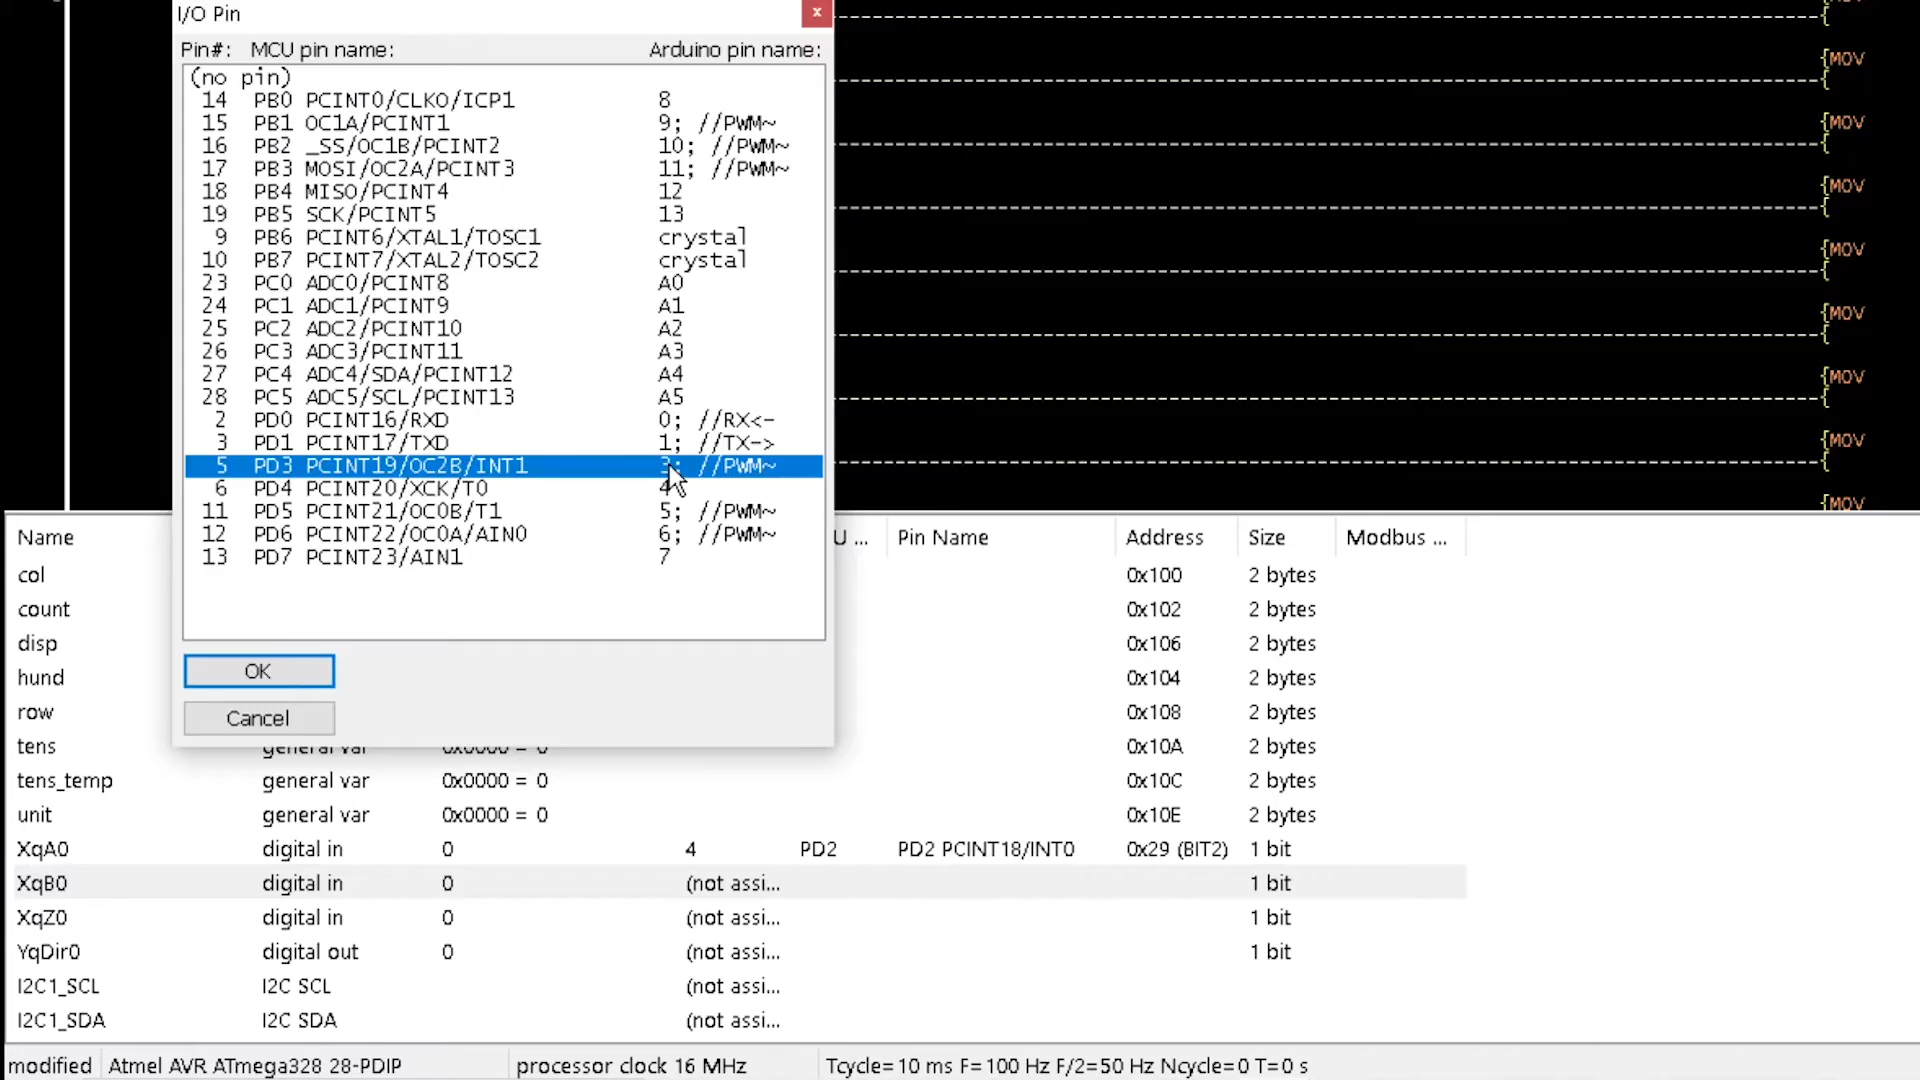 I/O Pin
x
Pin#: MCU pin name: Arduino pin name:
(no pin)
14 PB0 PCINT0/CLKO/ICP1 8
15 PB1 OC1A/PCINT1 9; //PWM~
16 PB2 _SS/OC1B/PCINT2 10; //PWM~
17 PB3 MOSI/OC2A/PCINT3 11; //PWM~
18 PB4 MISO/PCINT4 12
19 PB5 SCK/PCINT5 13
9 PB6 PCINT6/XTAL1/TOSC1 crystal
10 PB7 PCINT7/XTAL2/TOSC2 crystal
23 PC0 ADC0/PCINT8 A0
24 PC1 ADC1/PCINT9 A1
25 PC2 ADC2/PCINT10 A2
26 PC3 ADC3/PCINT11 A3
27 PC4 ADC4/SDA/PCINT12 A4
28 PC5 ADC5/SCL/PCINT13 A5
2 PD0 PCINT16/RXD 0; //RX<-
3 PD1 PCINT17/TXD 1; //TX->
5 PD3 PCINT19/OC2B/INT1 3; //PWM~
6 PD4 PCINT20/XCK/T0 4
11 PD5 PCINT21/OC0B/T1 5; //PWM~
12 PD6 PCINT22/OC0A/AIN0 6; //PWM~
13 PD7 PCINT23/AIN1 7
OK
Cancel
{MOV
{MOV
{MOV
{MOV
{MOV
{MOV
{MOV
{MOV
Name U ... Pin Name Address Size Modbus ...
col 0x100 2 bytes
count 0x102 2 bytes
disp 0x106 2 bytes
hund 0x104 2 bytes
row 0x108 2 bytes
tens general var 0x0000 = 0 0x10A 2 bytes
tens_temp general var 0x0000 = 0 0x10C 2 bytes
unit general var 0x0000 = 0 0x10E 2 bytes
XqA0 digital in 0 4 PD2 PD2 PCINT18/INT0 0x29 (BIT2) 1 bit
XqB0 digital in 0 (not assi... 1 bit
XqZ0 digital in 0 (not assi... 1 bit
YqDir0 digital out 0 (not assi... 1 bit
I2C1_SCL I2C SCL (not assi...
I2C1_SDA I2C SDA (not assi...
modified Atmel AVR ATmega328 28-PDIP processor clock 16 MHz Tcycle=10 ms F=100 Hz F/2=50 Hz Ncycle=0 T=0 s